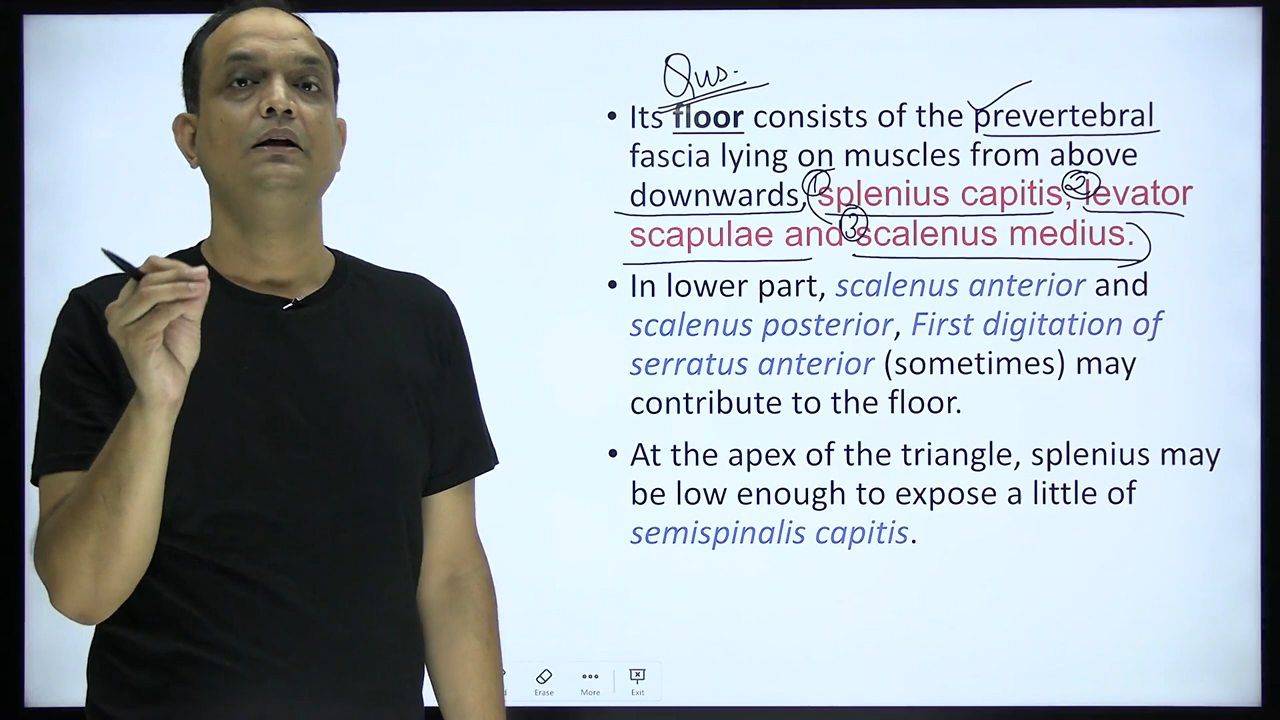 Qus.
• Its floor consists of the prevertebral
fascia lying on muscles from above
downwards, ① splenius capitis, ② levator
scapulae and ③ scalenus medius.
• In lower part, scalenus anterior and
scalenus posterior, First digitation of
serratus anterior (sometimes) may
contribute to the floor.
• At the apex of the triangle, splenius may
be low enough to expose a little of
semispinalis capitis.
Erase More Exit